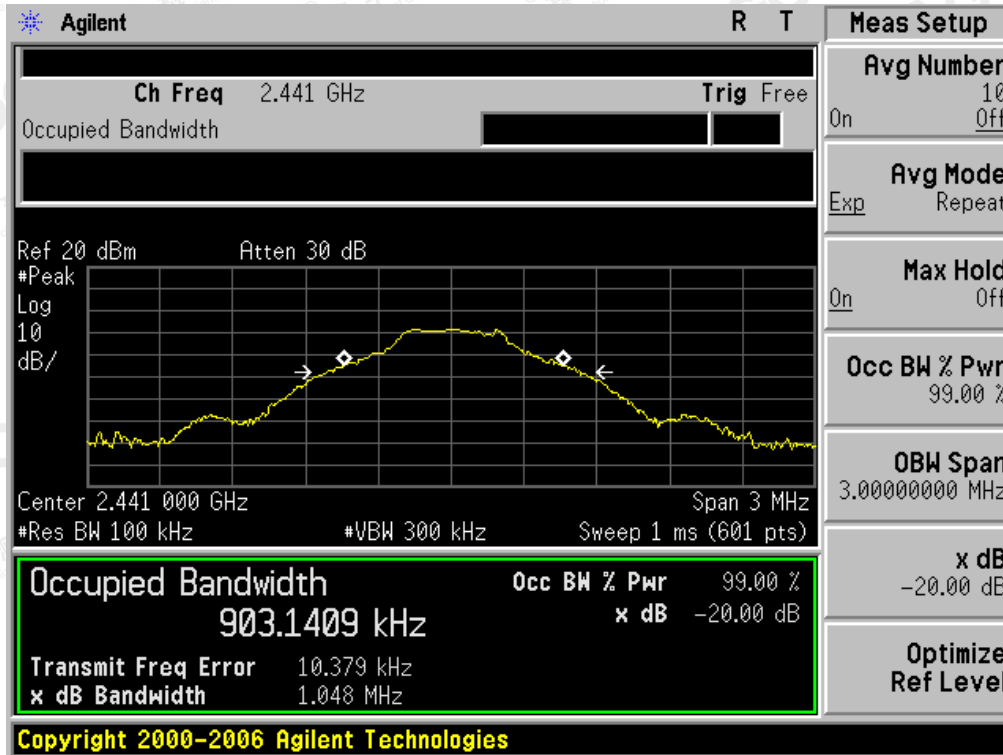 Agilent R T Meas Setup
Ch Freq 2.441 GHz Trig Free
Occupied Bandwidth
Ref 20 dBm Atten 30 dB
#Peak
Log
10
dB/
Center 2.441 000 GHz Span 3 MHz
#Res BW 100 kHz #VBW 300 kHz Sweep 1 ms (601 pts)
Occupied Bandwidth
903.1409 kHz
Occ BW % Pwr 99.00 %
x dB -20.00 dB
Transmit Freq Error 10.379 kHz
x dB Bandwidth 1.048 MHz
Avg Number
10
On Off
Avg Mode
Exp Repeat
Max Hold
On Off
Occ BW % Pwr
99.00 %
OBW Span
3.00000000 MHz
x dB
-20.00 dB
Optimize
Ref Level
Copyright 2000-2006 Agilent Technologies